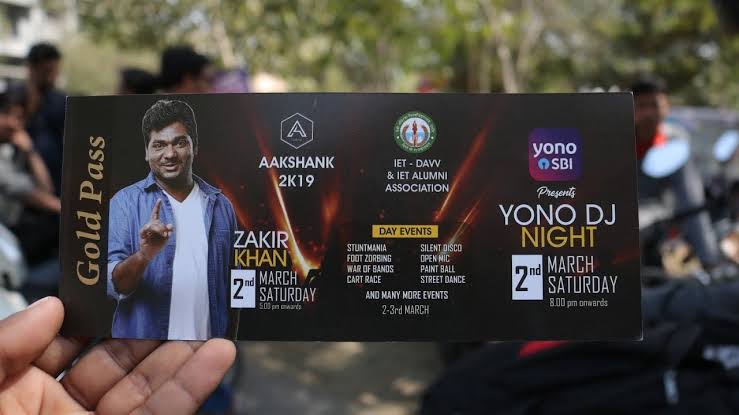 Gold Pass
ZAKIR
KHAN
2nd
MARCH
SATURDAY
5.00 pm onwards
A
AAKSHANK
2K19
IET - DAVV
& IET ALUMNI
ASSOCIATION
DAY EVENTS
STUNTMANIA
FOOT ZORBING
WAR OF BANDS
CART RACE
SILENT DISCO
OPEN MIC
PAINT BALL
STREET DANCE
AND MANY MORE EVENTS
2-3rd MARCH
yono
SBI
Presents
YONO DJ
NIGHT
2nd
MARCH
SATURDAY
8.00 pm onwards